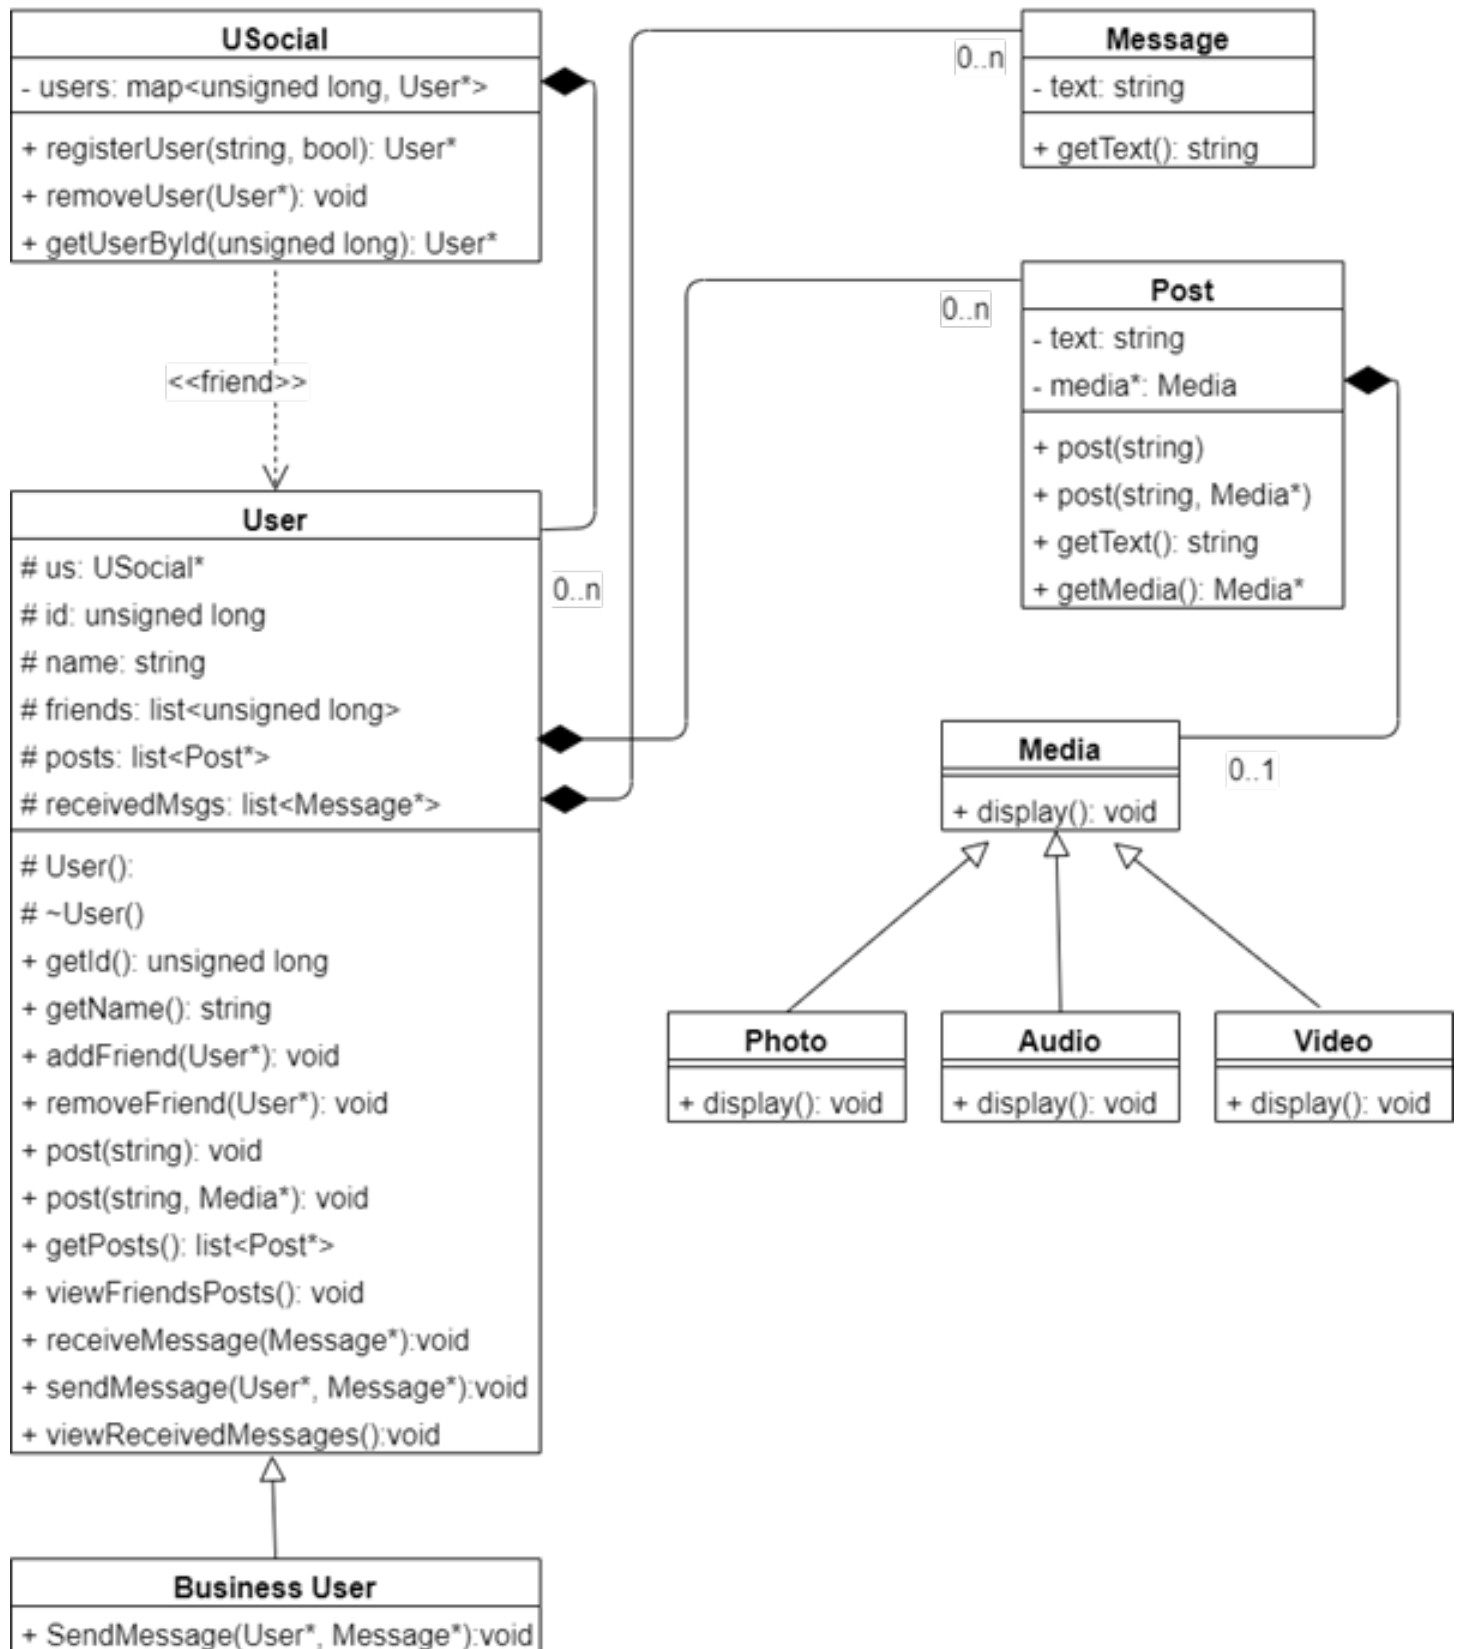 USocial
- users: map<unsigned long, User*>
+ registerUser(string, bool): User*
+ removeUser(User*): void
+ getUserById(unsigned long): User*
<<friend>>
User
# us: USocial*
# id: unsigned long
# name: string
# friends: list<unsigned long>
# posts: list<Post*>
# receivedMsgs: list<Message*>
# User():
# ~User()
+ getId(): unsigned long
+ getName(): string
+ addFriend(User*): void
+ removeFriend(User*): void
+ post(string): void
+ post(string, Media*): void
+ getPosts(): list<Post*>
+ viewFriendsPosts(): void
+ receiveMessage(Message*):void
+ sendMessage(User*, Message*):void
+ viewReceivedMessages():void
Business User
+ SendMessage(User*, Message*):void
0..n
0..n
Message
- text: string
+ getText(): string
0..n
Post
- text: string
- media*: Media
+ post(string)
+ post(string, Media*)
+ getText(): string
+ getMedia(): Media*
0..1
Media
+ display(): void
Photo
+ display(): void
Audio
+ display(): void
Video
+ display(): void